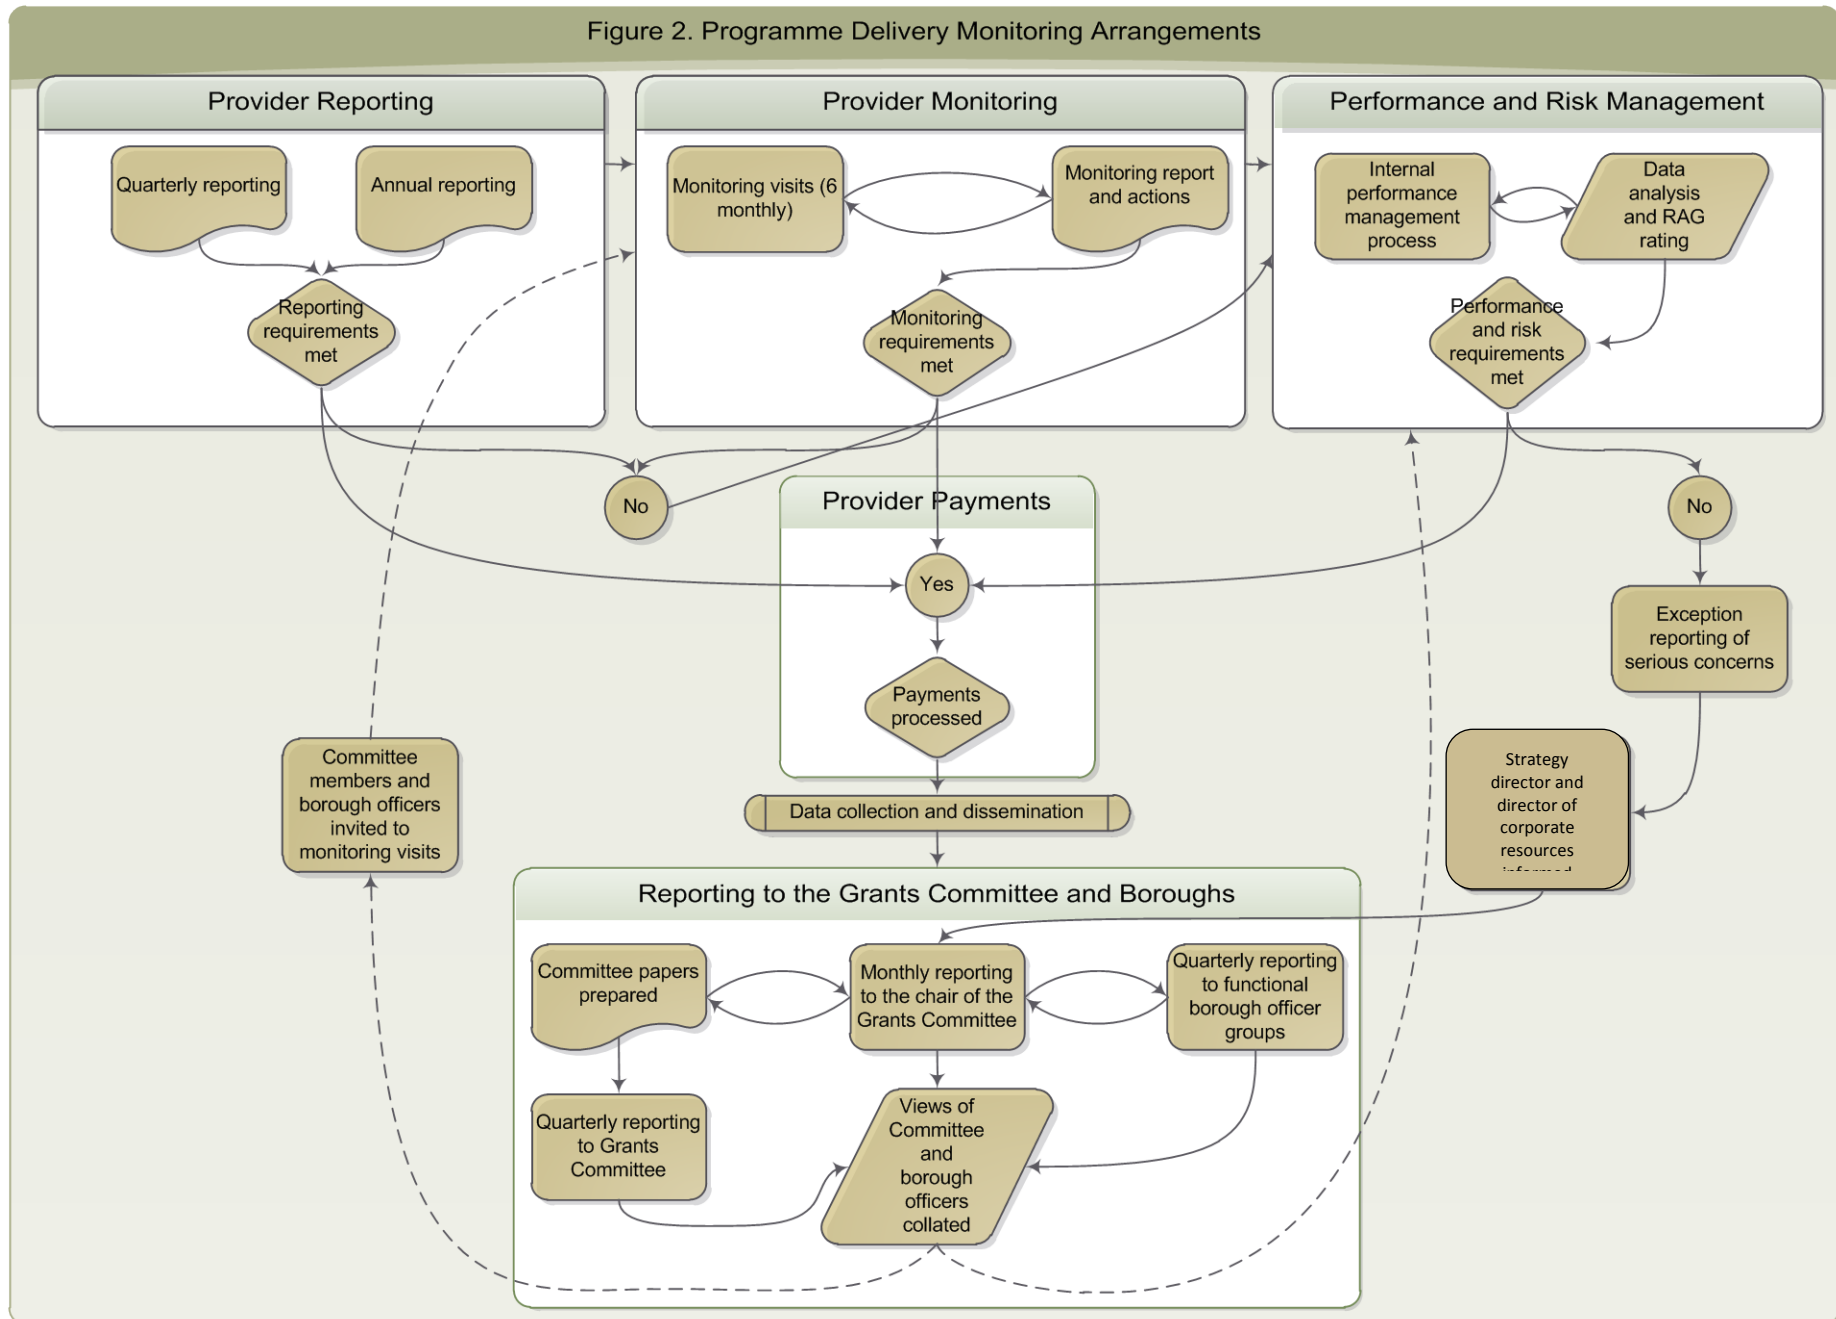 Figure 2. Programme Delivery Monitoring Arrangements
Provider Reporting
Quarterly reporting
Annual reporting
Reporting
requirements
met
Provider Monitoring
Monitoring visits (6
monthly)
Monitoring report
and actions
Monitoring
requirements
met
Performance and Risk Management
Internal
performance
management
process
Data
analysis
and RAG
rating
Performance
and risk
requirements
met
No
Provider Payments
Yes
Payments
processed
No
Exception
reporting of
serious concerns
Strategy
director and
director of
corporate
resources
informed
Committee
members and
borough officers
invited to
monitoring visits
Data collection and dissemination
Reporting to the Grants Committee and Boroughs
Committee papers
prepared
Monthly reporting
to the chair of the
Grants Committee
Quarterly reporting
to functional
borough officer
groups
Quarterly reporting
to Grants
Committee
Views of
Committee
and
borough
officers
collated